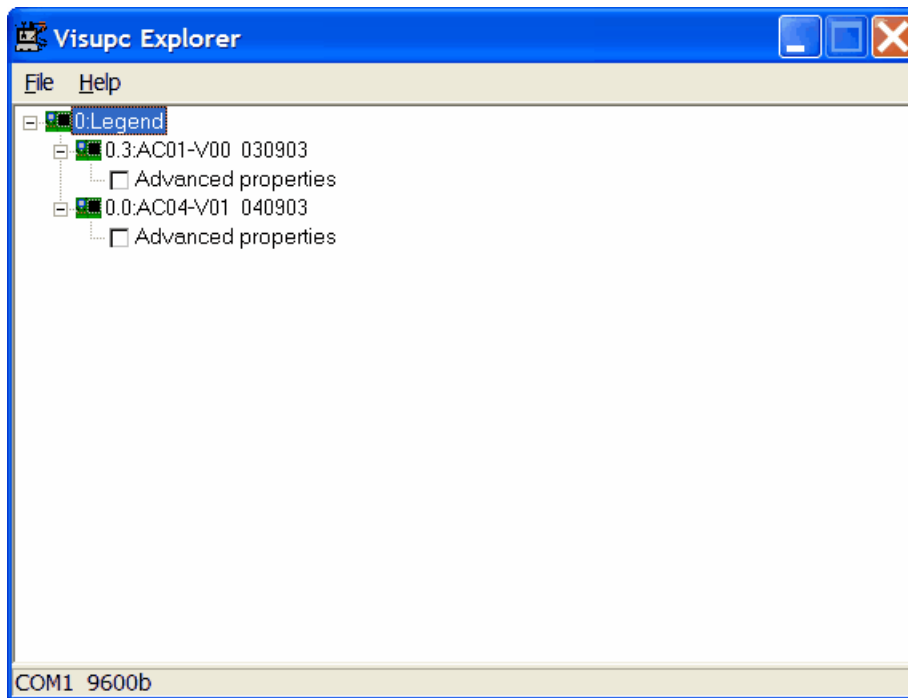 Visupc Explorer
File Help
0:Legend
0.3:AC01-V00 030903
Advanced properties
0.0:AC04-V01 040903
Advanced properties
COM1 9600b